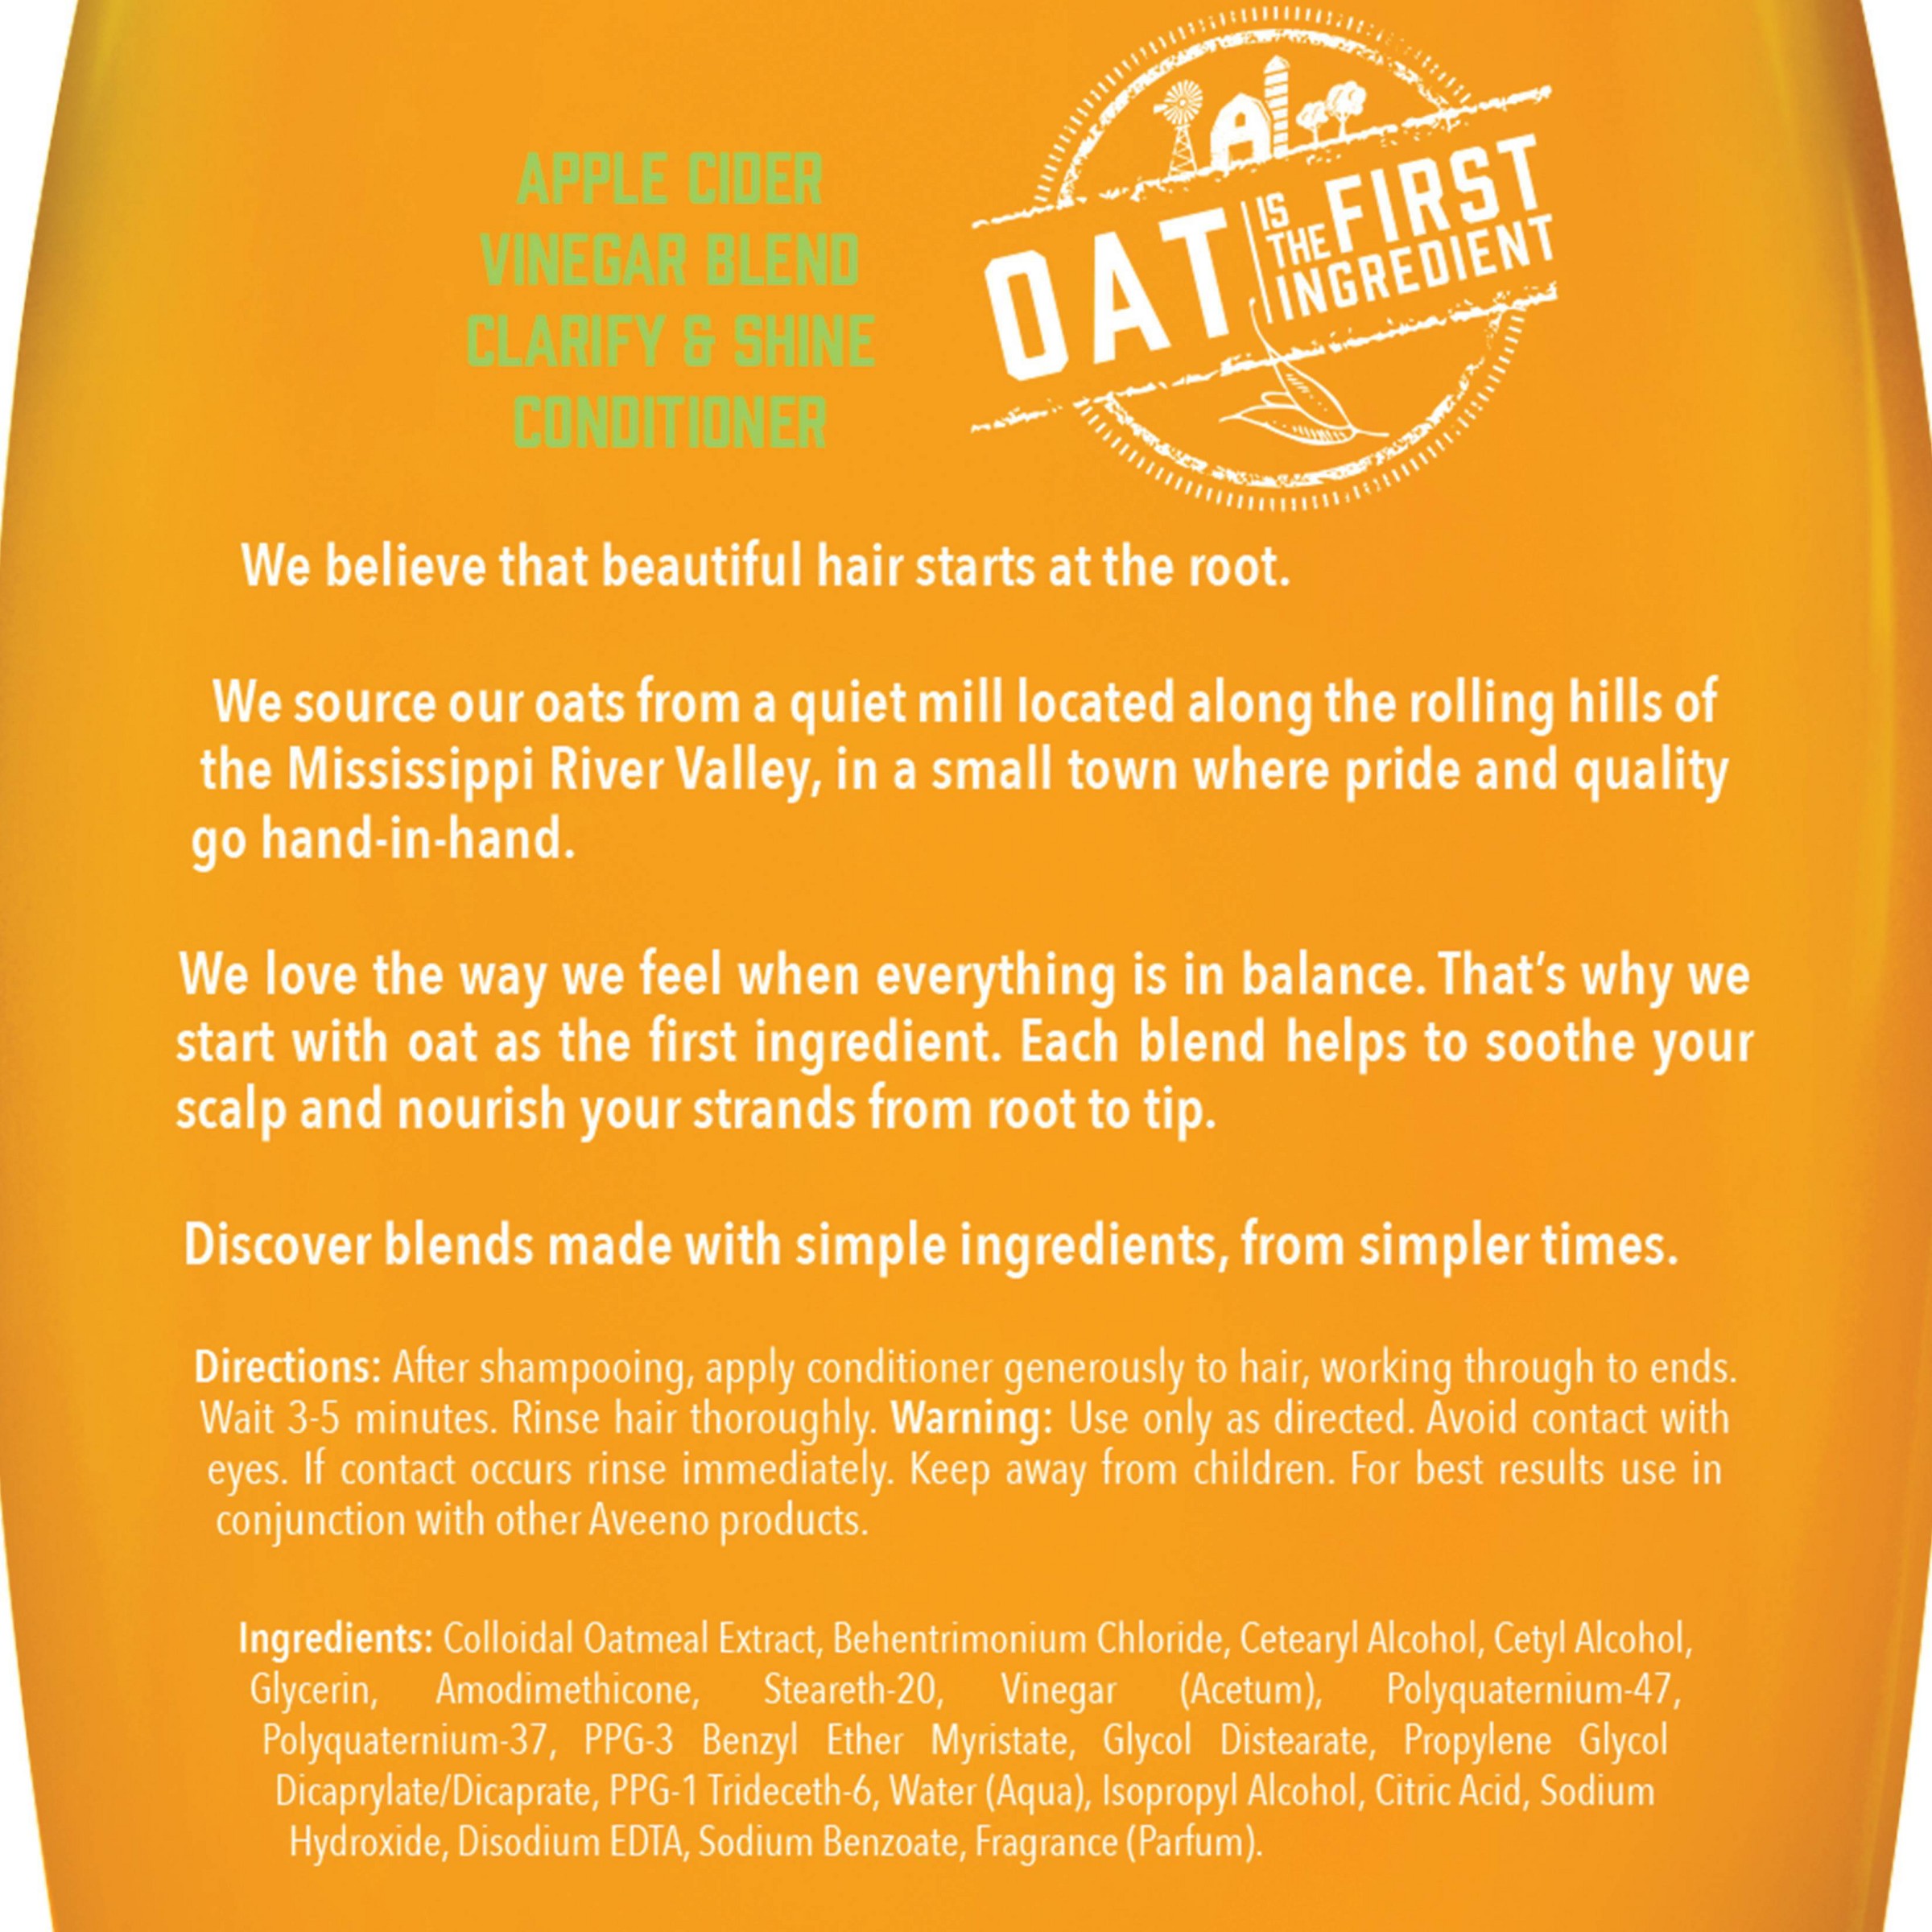 APPLE CIDER
VINEGAR BLEND
CLARIFY & SHINE
CONDITIONER
OAT IS THE FIRST INGREDIENT
We believe that beautiful hair starts at the root.
We source our oats from a quiet mill located along the rolling hills of
the Mississippi River Valley, in a small town where pride and quality
go hand-in-hand.
We love the way we feel when everything is in balance. That’s why we
start with oat as the first ingredient. Each blend helps to soothe your
scalp and nourish your strands from root to tip.
Discover blends made with simple ingredients, from simpler times.
Directions: After shampooing, apply conditioner generously to hair, working through to ends.
Wait 3-5 minutes. Rinse hair thoroughly. Warning: Use only as directed. Avoid contact with
eyes. If contact occurs rinse immediately. Keep away from children. For best results use in
conjunction with other Aveeno products.
Ingredients: Colloidal Oatmeal Extract, Behentrimonium Chloride, Cetearyl Alcohol, Cetyl Alcohol,
Glycerin, Amodimethicone, Steareth-20, Vinegar (Acetum), Polyquaternium-47,
Polyquaternium-37, PPG-3 Benzyl Ether Myristate, Glycol Distearate, Propylene Glycol
Dicaprylate/Dicaprate, PPG-1 Trideceth-6, Water (Aqua), Isopropyl Alcohol, Citric Acid, Sodium
Hydroxide, Disodium EDTA, Sodium Benzoate, Fragrance (Parfum).